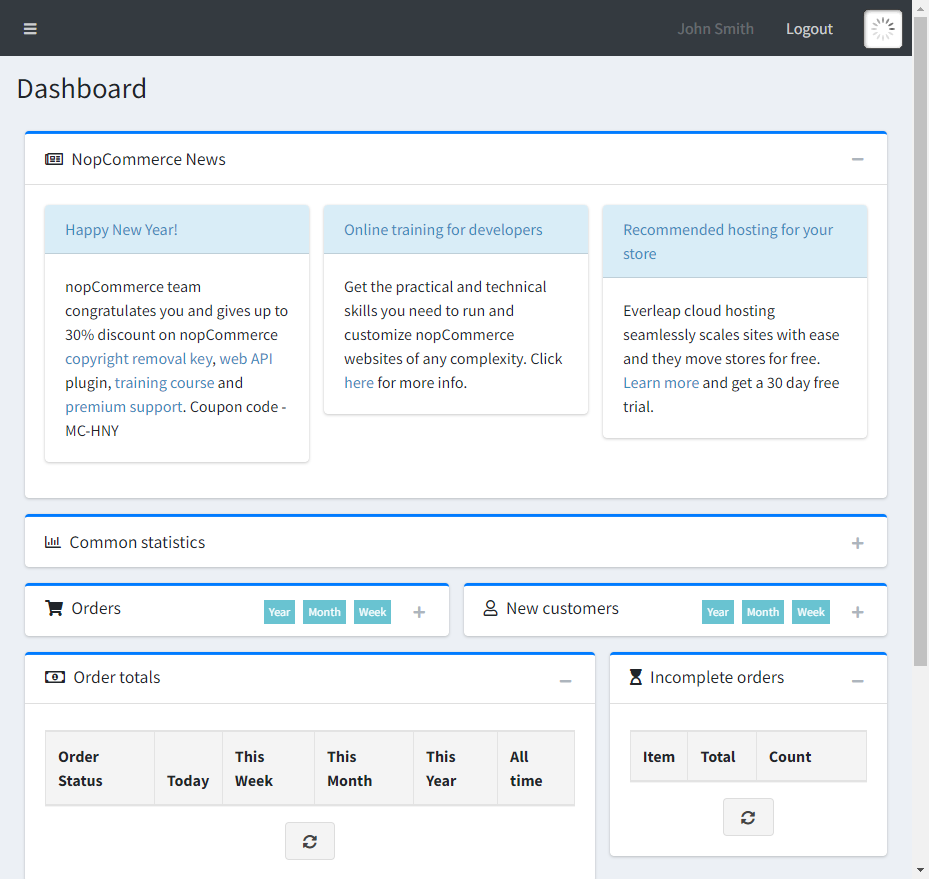 John Smith
Logout
Dashboard
NopCommerce News
Happy New Year!
nopCommerce team
congratulates you and gives up to
30% discount on nopCommerce
copyright removal key, web API
plugin, training course and
premium support. Coupon code -
MC-HNY
Online training for developers
Get the practical and technical
skills you need to run and
customize nopCommerce
websites of any complexity. Click
here for more info.
Recommended hosting for your
store
Everleap cloud hosting
seamlessly scales sites with ease
and they move stores for free.
Learn more and get a 30 day free
trial.
Common statistics
Orders
Year
Month
Week
New customers
Year
Month
Week
Order totals
Order
Status
Today
This
Week
This
Month
This
Year
All
time
Incomplete orders
Item
Total
Count